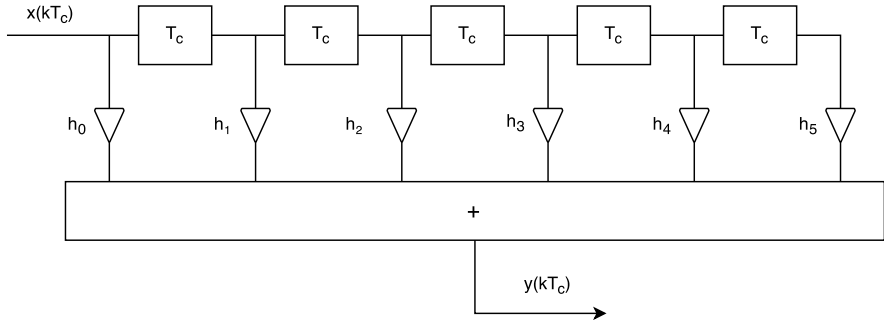 x(kT_c)
T_c T_c T_c T_c T_c
h_0 h_1 h_2 h_3 h_4 h_5
+
y(kT_c)